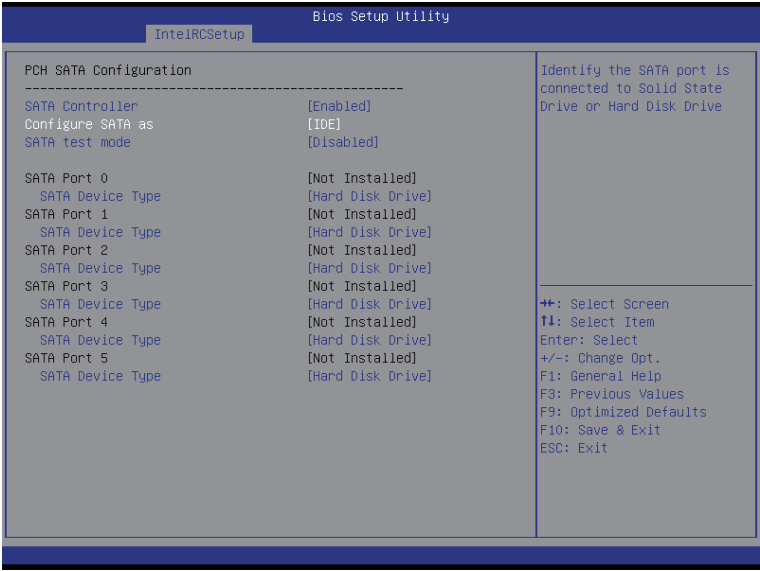 Bios Setup Utility
IntelRCSetup
PCH SATA Configuration
--------------------------------------------------
SATA Controller [Enabled]
Configure SATA as [IDE]
SATA test mode [Disabled]
SATA Port 0 [Not Installed]
SATA Device Type [Hard Disk Drive]
SATA Port 1 [Not Installed]
SATA Device Type [Hard Disk Drive]
SATA Port 2 [Not Installed]
SATA Device Type [Hard Disk Drive]
SATA Port 3 [Not Installed]
SATA Device Type [Hard Disk Drive]
SATA Port 4 [Not Installed]
SATA Device Type [Hard Disk Drive]
SATA Port 5 [Not Installed]
SATA Device Type [Hard Disk Drive]
Identify the SATA port is
connected to Solid State
Drive or Hard Disk Drive
→←: Select Screen
↑↓: Select Item
Enter: Select
+/-: Change Opt.
F1: General Help
F3: Previous Values
F9: Optimized Defaults
F10: Save & Exit
ESC: Exit